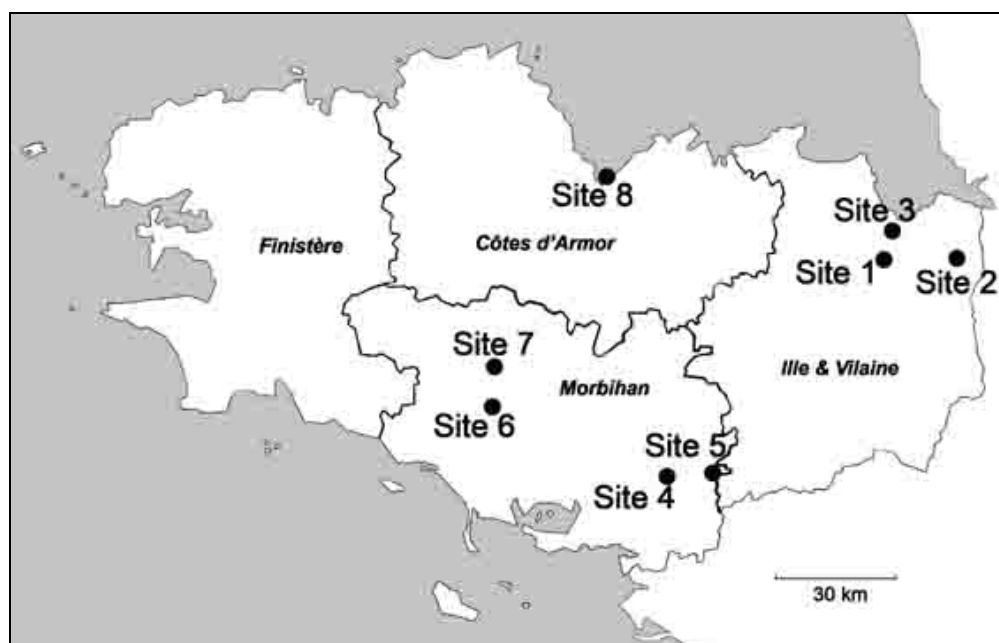 Site 8
Site 3
Finistère
Côtes d'Armor
Site 1
Site 2
Site 7
Ille & Vilaine
Morbihan
Site 6
Site 5
Site 4
30 km